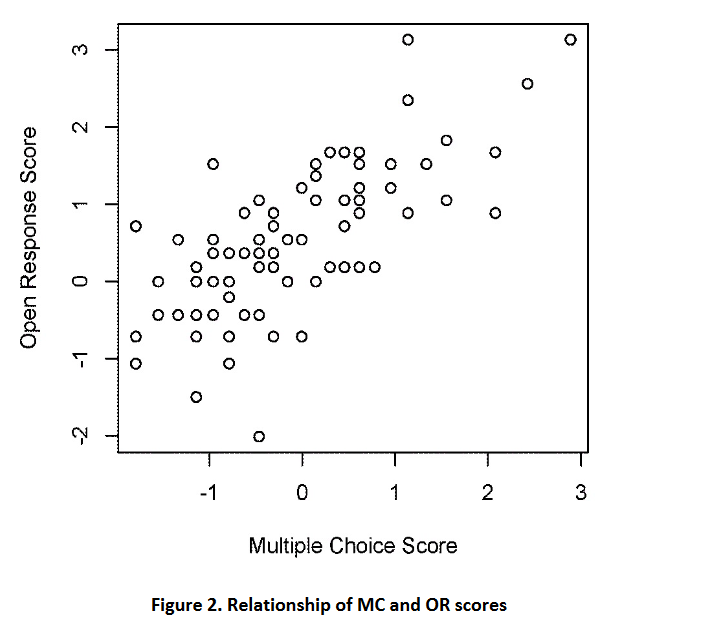 Open Response Score
3
2
1
0
-1
-2
-1 0 1 2 3
Multiple Choice Score
Figure 2. Relationship of MC and OR scores